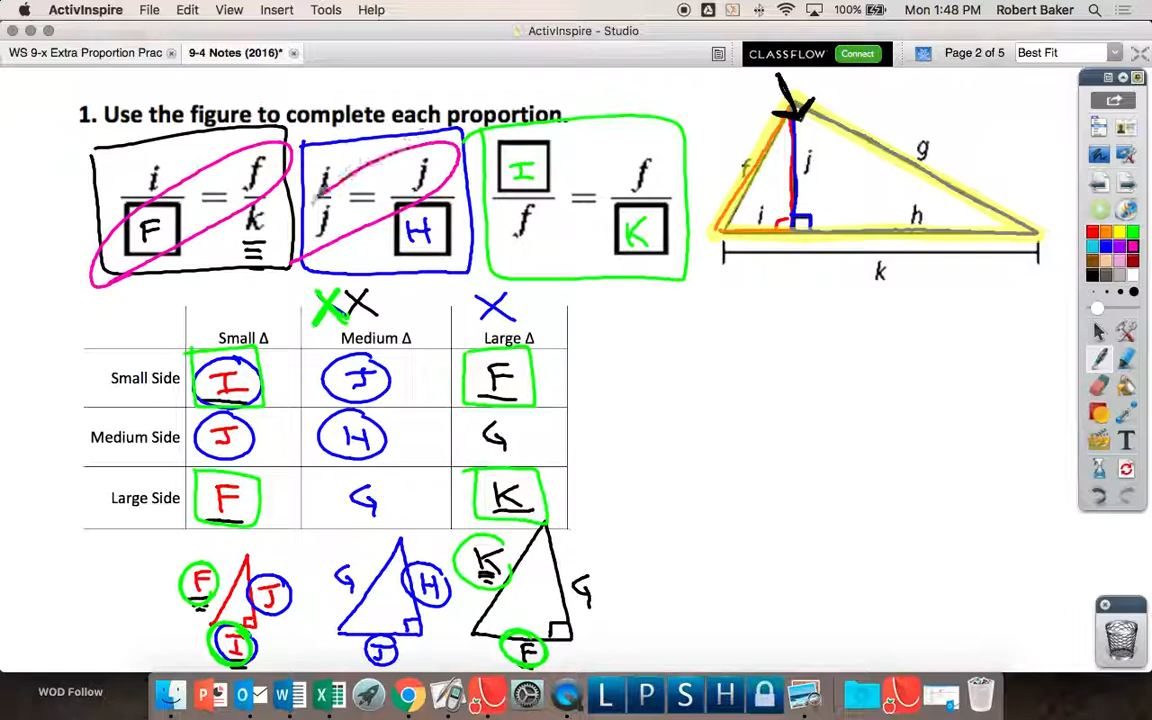 ActivInspire File Edit View Insert Tools Help 100% Mon 1:48 PM Robert Baker
ActivInspire - Studio
WS 9-x Extra Proportion Prac × 9-4 Notes (2016)* × CLASSFLOW Connect Page 2 of 5 Best Fit
1. Use the figure to complete each proportion.
i f i j I f
= = =
F k j H f K
f j g
i h
k
X X X
Small Δ Medium Δ Large Δ
Small Side I J F
Medium Side J H G
Large Side F G K
F J G H K G
I J F
WOD Follow
L P S H